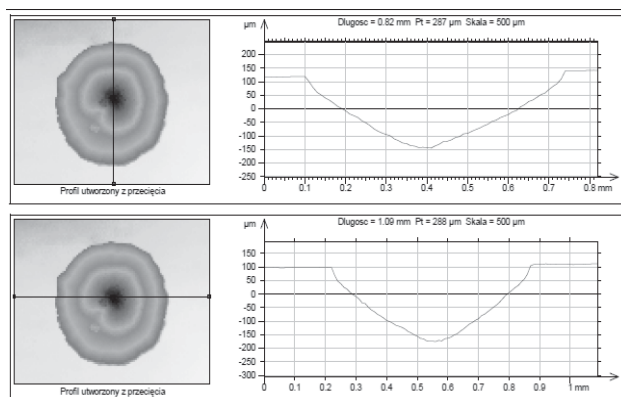 Dlugosc = 0.82 mm Pt = 287 µm Skala = 500 µm
µm
200
150
100
50
0
-50
-100
-150
-200
-250
0 0.1 0.2 0.3 0.4 0.5 0.6 0.7 0.8 mm
Profil utworzony z przecięcia
Dlugosc = 1.09 mm Pt = 288 µm Skala = 500 µm
µm
150
100
50
0
-50
-100
-150
-200
-250
-300
0 0.1 0.2 0.3 0.4 0.5 0.6 0.7 0.8 0.9 1 mm
Profil utworzony z przecięcia